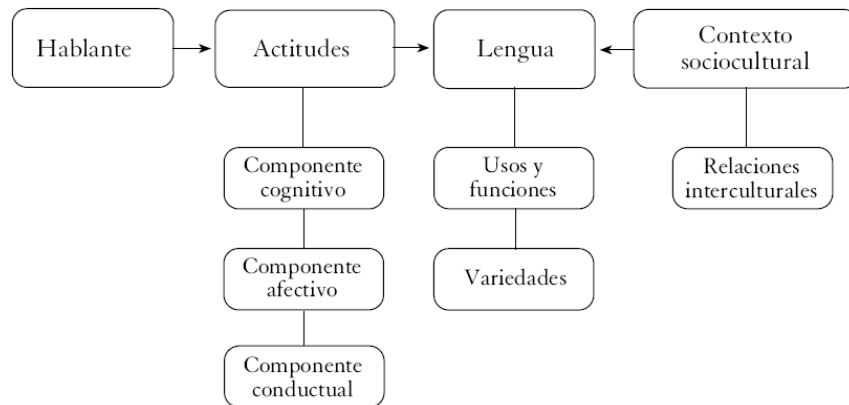 Hablante
Actitudes
Lengua
Contexto
sociocultural
Componente
cognitivo
Usos y
funciones
Relaciones
interculturales
Componente
afectivo
Variedades
Componente
conductual